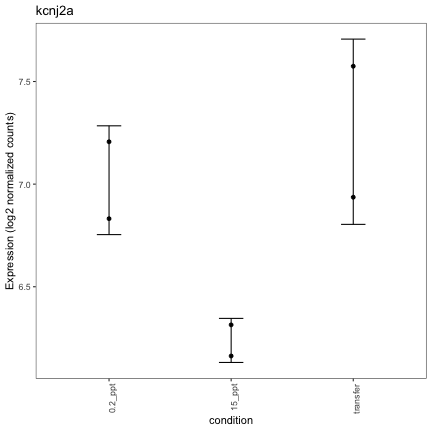 kcnj2a
Expression (log2 normalized counts)
7.5
7.0
6.5
0.2_ppt
15_ppt
transfer
condition